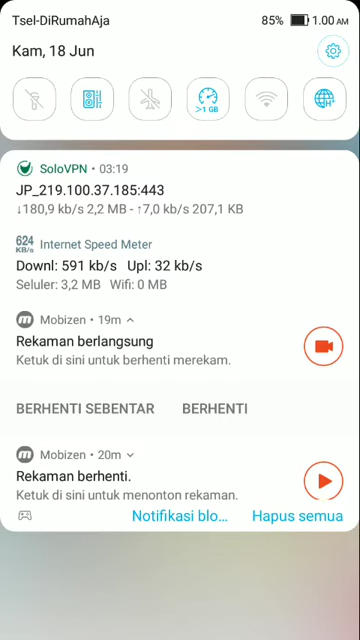 Tsel-DiRumahAja
85% 1.00 AM
Kam, 18 Jun
>1 GB
H+
SoloVPN • 03:19
JP_219.100.37.185:443
↓180,9 kb/s 2,2 MB - ↑7,0 kb/s 207,1 KB
624
KB/s
Internet Speed Meter
Downl: 591 kb/s Upl: 32 kb/s
Seluler: 3,2 MB Wifi: 0 MB
Mobizen • 19m
Rekaman berlangsung
Ketuk di sini untuk berhenti merekam.
BERHENTI SEBENTAR BERHENTI
Mobizen • 20m
Rekaman berhenti.
Ketuk di sini untuk menonton rekaman.
Notifikasi blo... Hapus semua